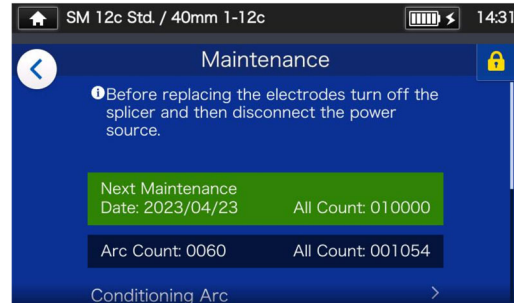 SM 12c Std. / 40mm 1-12c 14:31
Maintenance
Before replacing the electrodes turn off the
splicer and then disconnect the power
source.
Next Maintenance
Date: 2023/04/23 All Count: 010000
Arc Count: 0060 All Count: 001054
Conditioning Arc